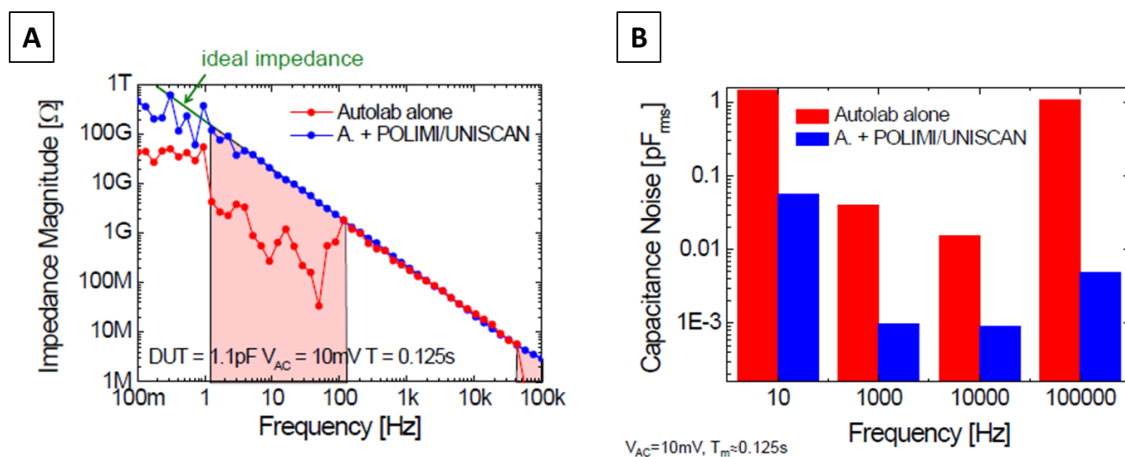 A
ideal impedance
Impedance Magnitude [Ω]
1T
100G
10G
1G
100M
10M
1M
Autolab alone
A. + POLIMI/UNISCAN
DUT = 1.1pF V_AC = 10mV T = 0.125s
100m 1 10 100 1k 10k 100k
Frequency [Hz]
B
Capacitance Noise [pF_rms]
1
0.1
0.01
1E-3
Autolab alone
A. + POLIMI/UNISCAN
10 1000 10000 100000
Frequency [Hz]
V_AC=10mV, T_m≈0.125s